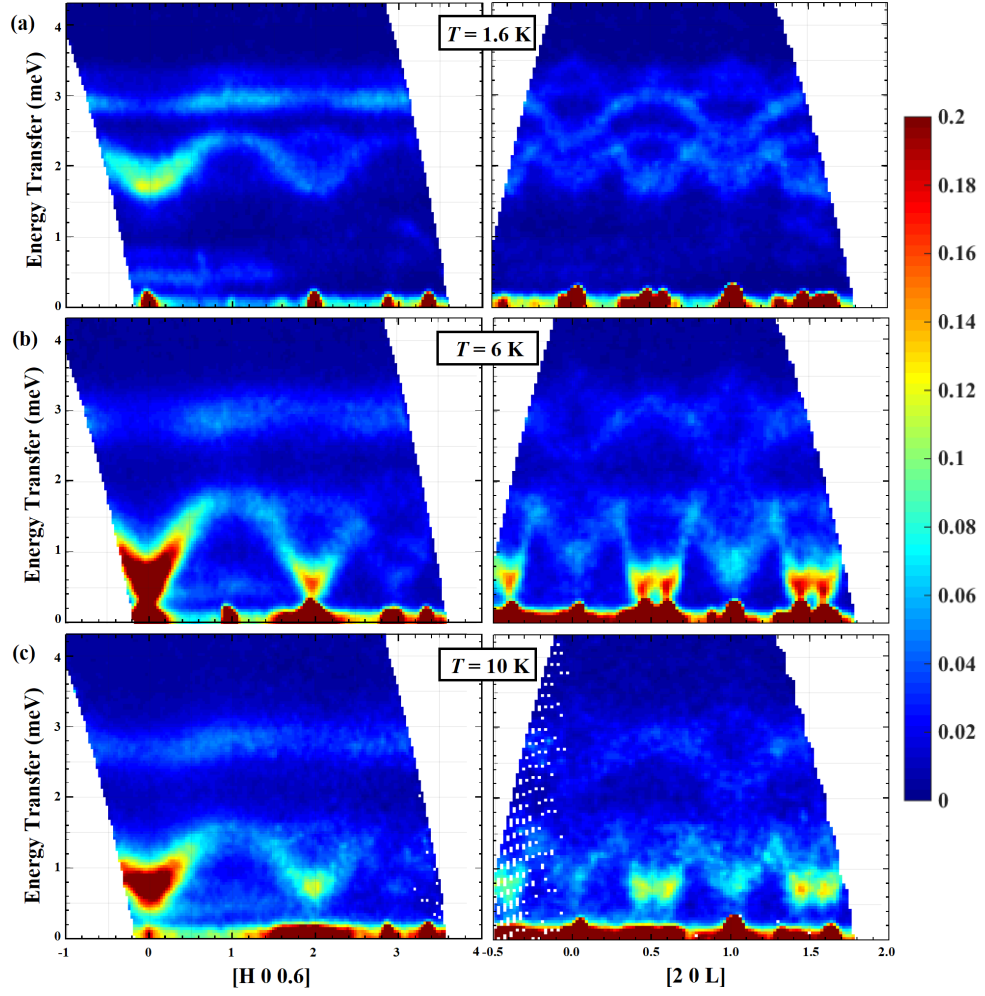 (a)
T = 1.6 K
Energy Transfer (meV)
4
3
2
1
0
(b)
T = 6 K
Energy Transfer (meV)
4
3
2
1
0
(c)
T = 10 K
Energy Transfer (meV)
4
3
2
1
0
-1 0 1 2 3 4
-0.5 0.0 0.5 1.0 1.5 2.0
[H 0 0.6]
[2 0 L]
0.2
0.18
0.16
0.14
0.12
0.1
0.08
0.06
0.04
0.02
0